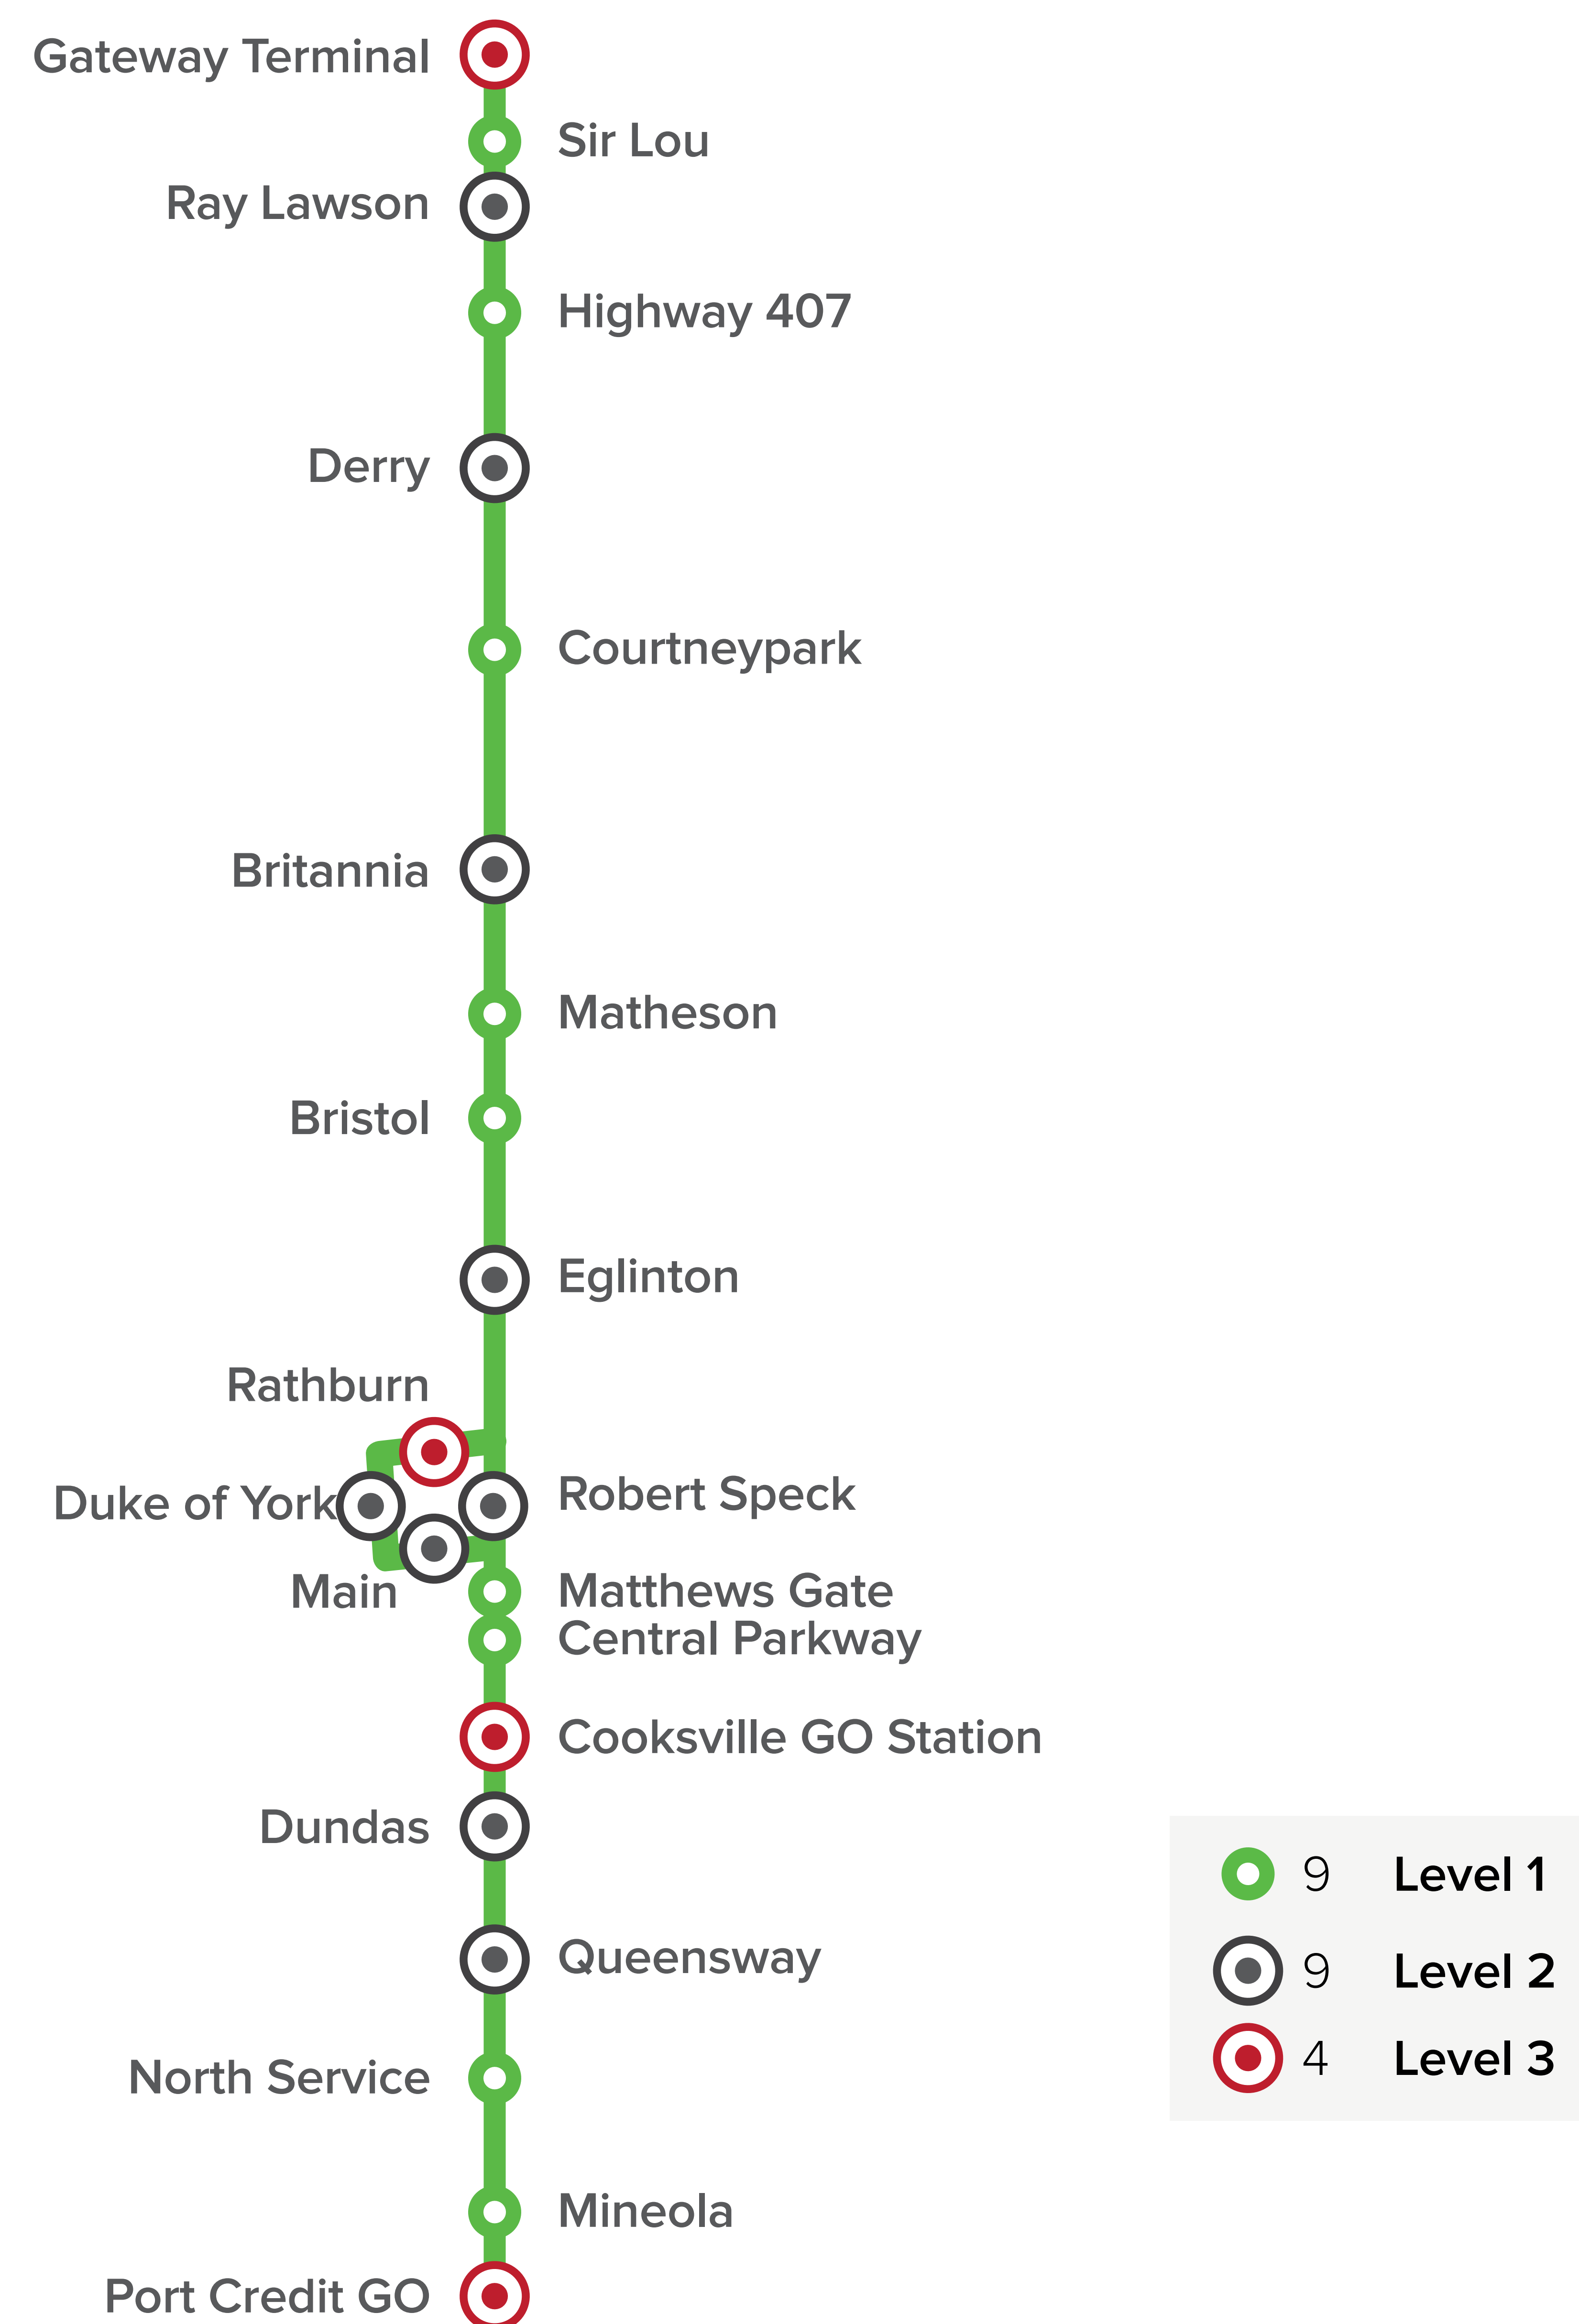 Gateway Terminal
Sir Lou
Ray Lawson
Highway 407
Derry
Courtneypark
Britannia
Matheson
Bristol
Eglinton
Rathburn
Robert Speck
Duke of York
Matthews Gate
Main
Central Parkway
Cooksville GO Station
Dundas
9 Level 1
Queensway
9 Level 2
4 Level 3
North Service
Mineola
Port Credit GO